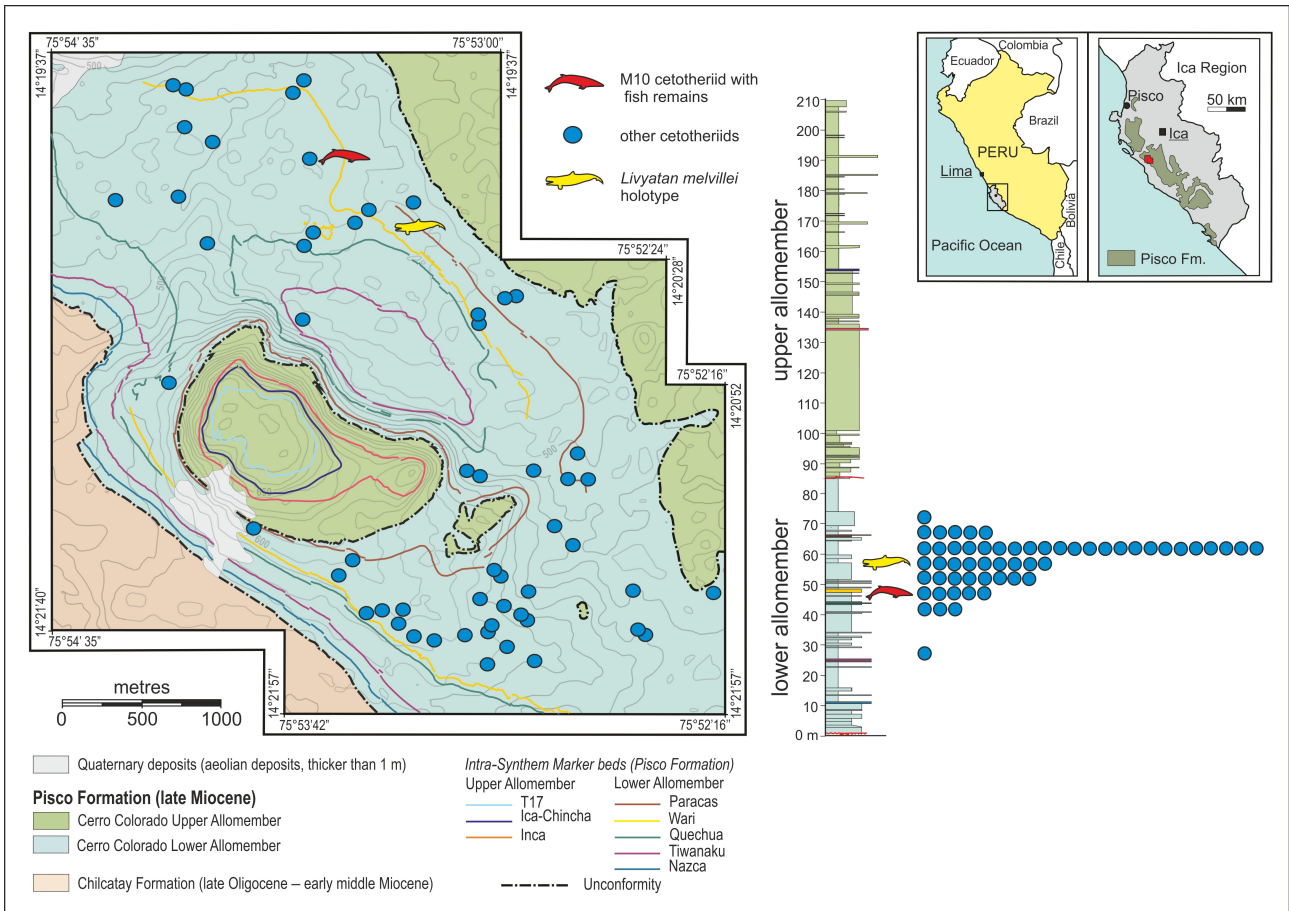 75°54' 35"
75°53'00"
14°19'37"
14°19'37"
500
500
75°52'24"
14°20'28"
75°52'16"
14°20'52
500
600
14°21'40"
75°54' 35"
14°21'57"
14°21'57"
75°53'42"
75°52'16"
metres
0 500 1000
M10 cetotheriid with
fish remains
other cetotheriids
Livyatan melvillei
holotype
upper allomember
lower allomember
210
200
190
180
170
160
150
140
130
120
110
100
90
80
70
60
50
40
30
20
10
0 m
Colombia
Ecuador
Brazil
PERU
Lima
Bolivia
Chile
Pacific Ocean
Ica Region
Pisco
50 km
Ica
Pisco Fm.
Quaternary deposits (aeolian deposits, thicker than 1 m)
Pisco Formation (late Miocene)
Cerro Colorado Upper Allomember
Cerro Colorado Lower Allomember
Chilcatay Formation (late Oligocene – early middle Miocene)
Intra-Synthem Marker beds (Pisco Formation)
Upper Allomember
T17
Ica-Chincha
Inca
Lower Allomember
Paracas
Wari
Quechua
Tiwanaku
Nazca
Unconformity